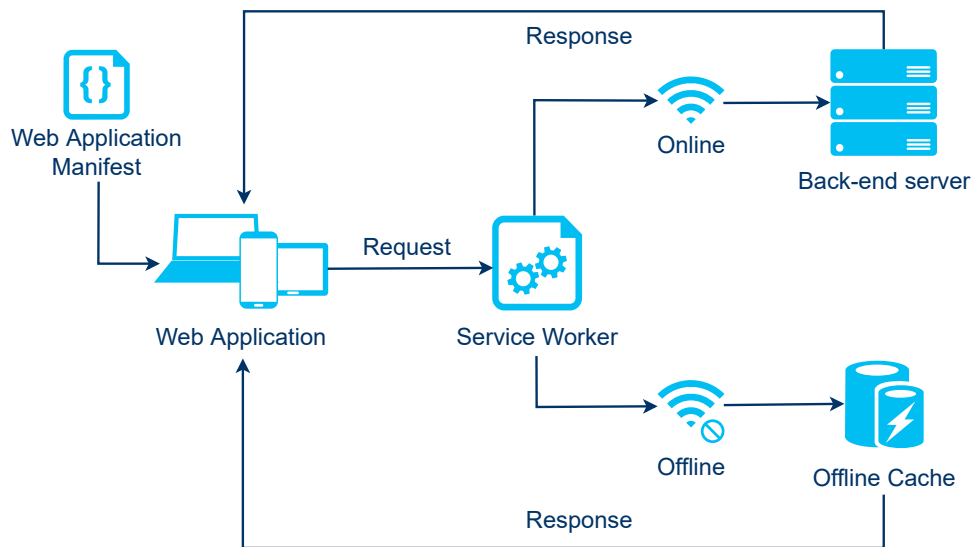 Response
{}
Web Application
Manifest
Online
Back-end server
Request
Web Application
Service Worker
Offline
Offline Cache
Response